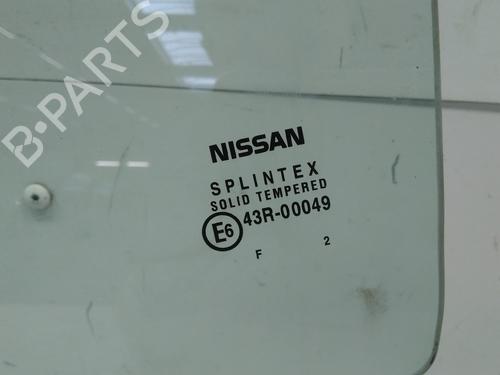 B-PARTS
NISSAN
SPLINTEX
SOLID TEMPERED
E6 43R-00049
F 2